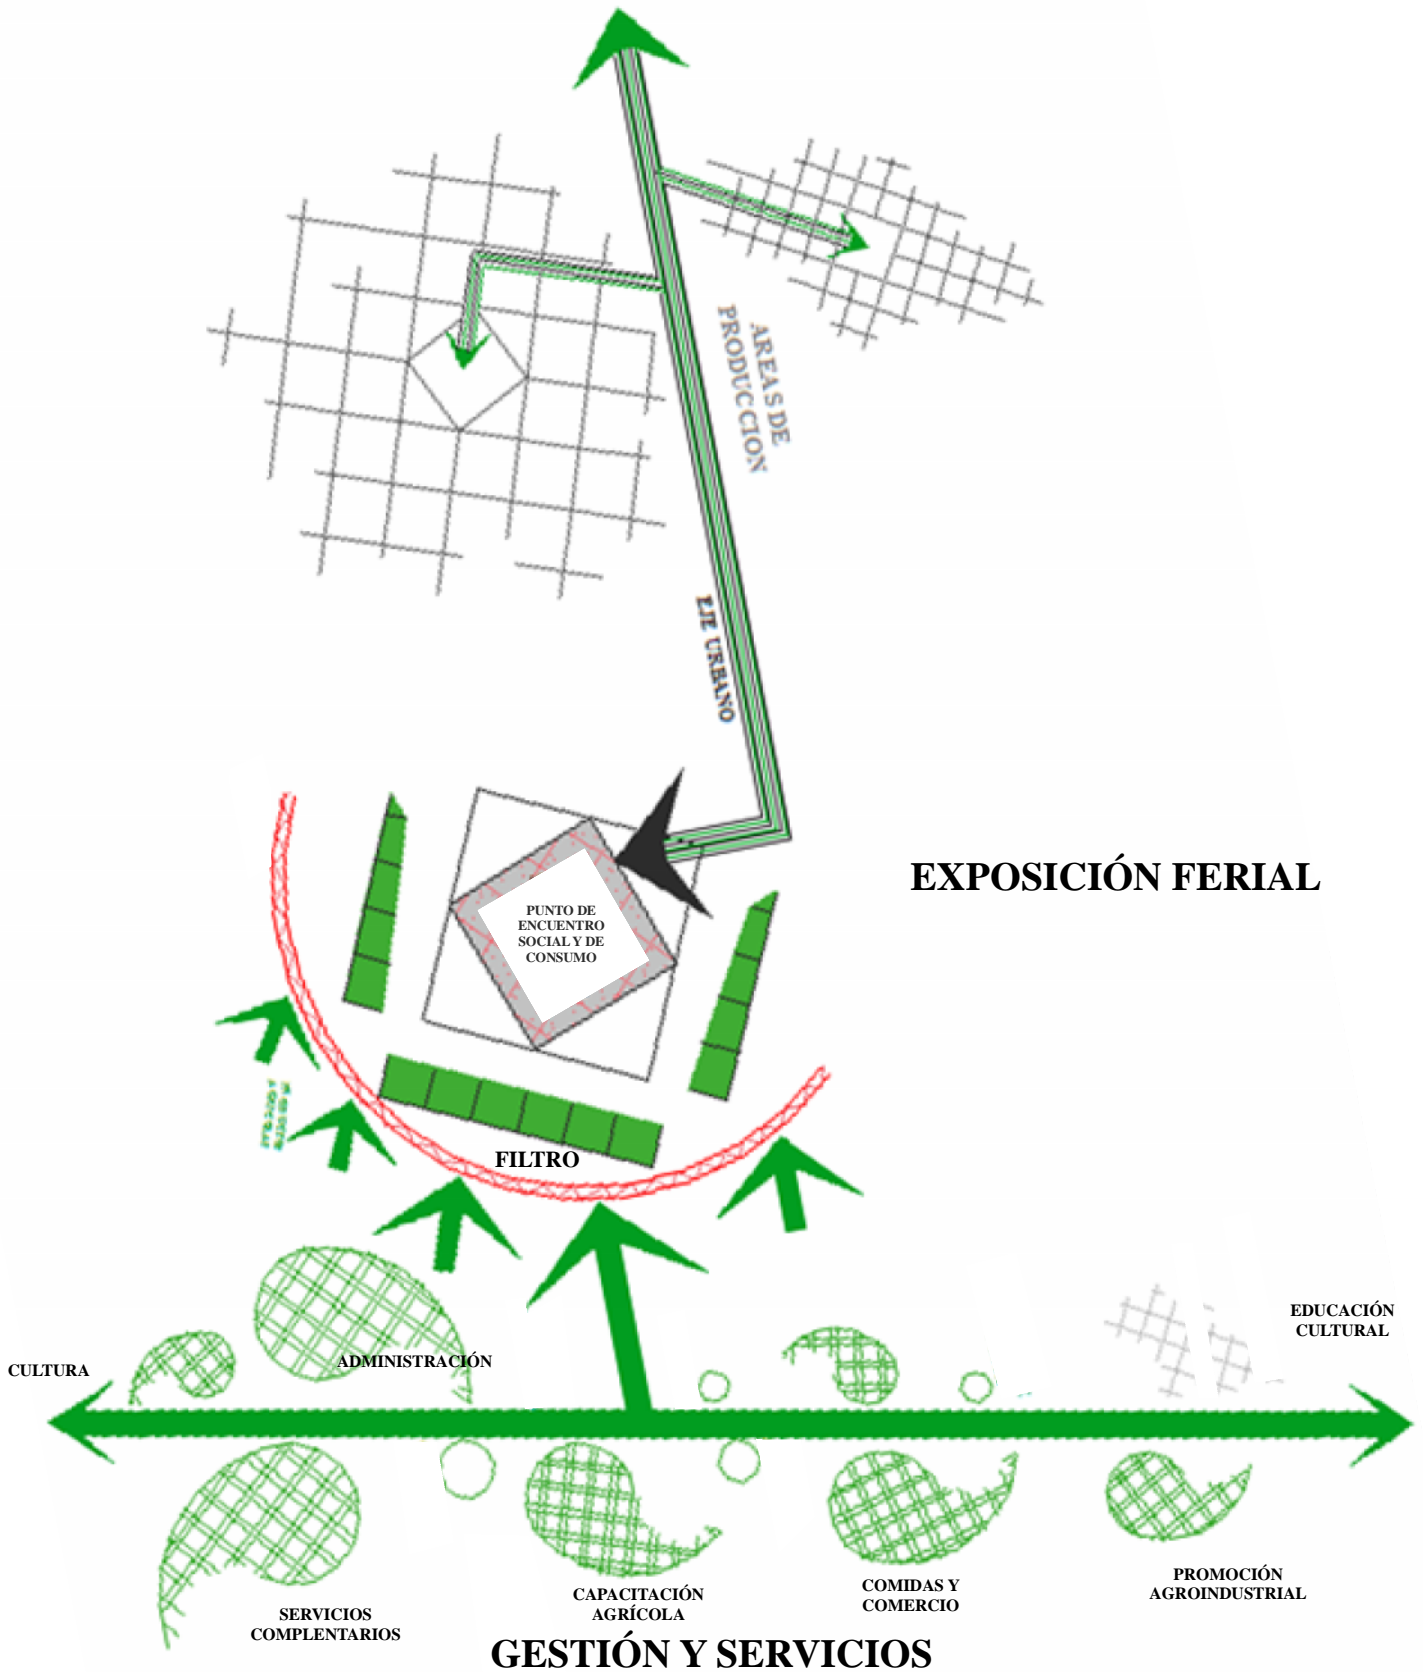 AREAS DE
PRODUCCION
EJE URBANO
EXPOSICIÓN FERIAL
PUNTO DE
ENCUENTRO
SOCIAL Y DE
CONSUMO
FILTRO
EDUCACIÓN
CULTURAL
ADMINISTRACIÓN
CULTURA
SERVICIOS
COMPLENTARIOS
CAPACITACIÓN
AGRÍCOLA
COMIDAS Y
COMERCIO
PROMOCIÓN
AGROINDUSTRIAL
GESTIÓN Y SERVICIOS